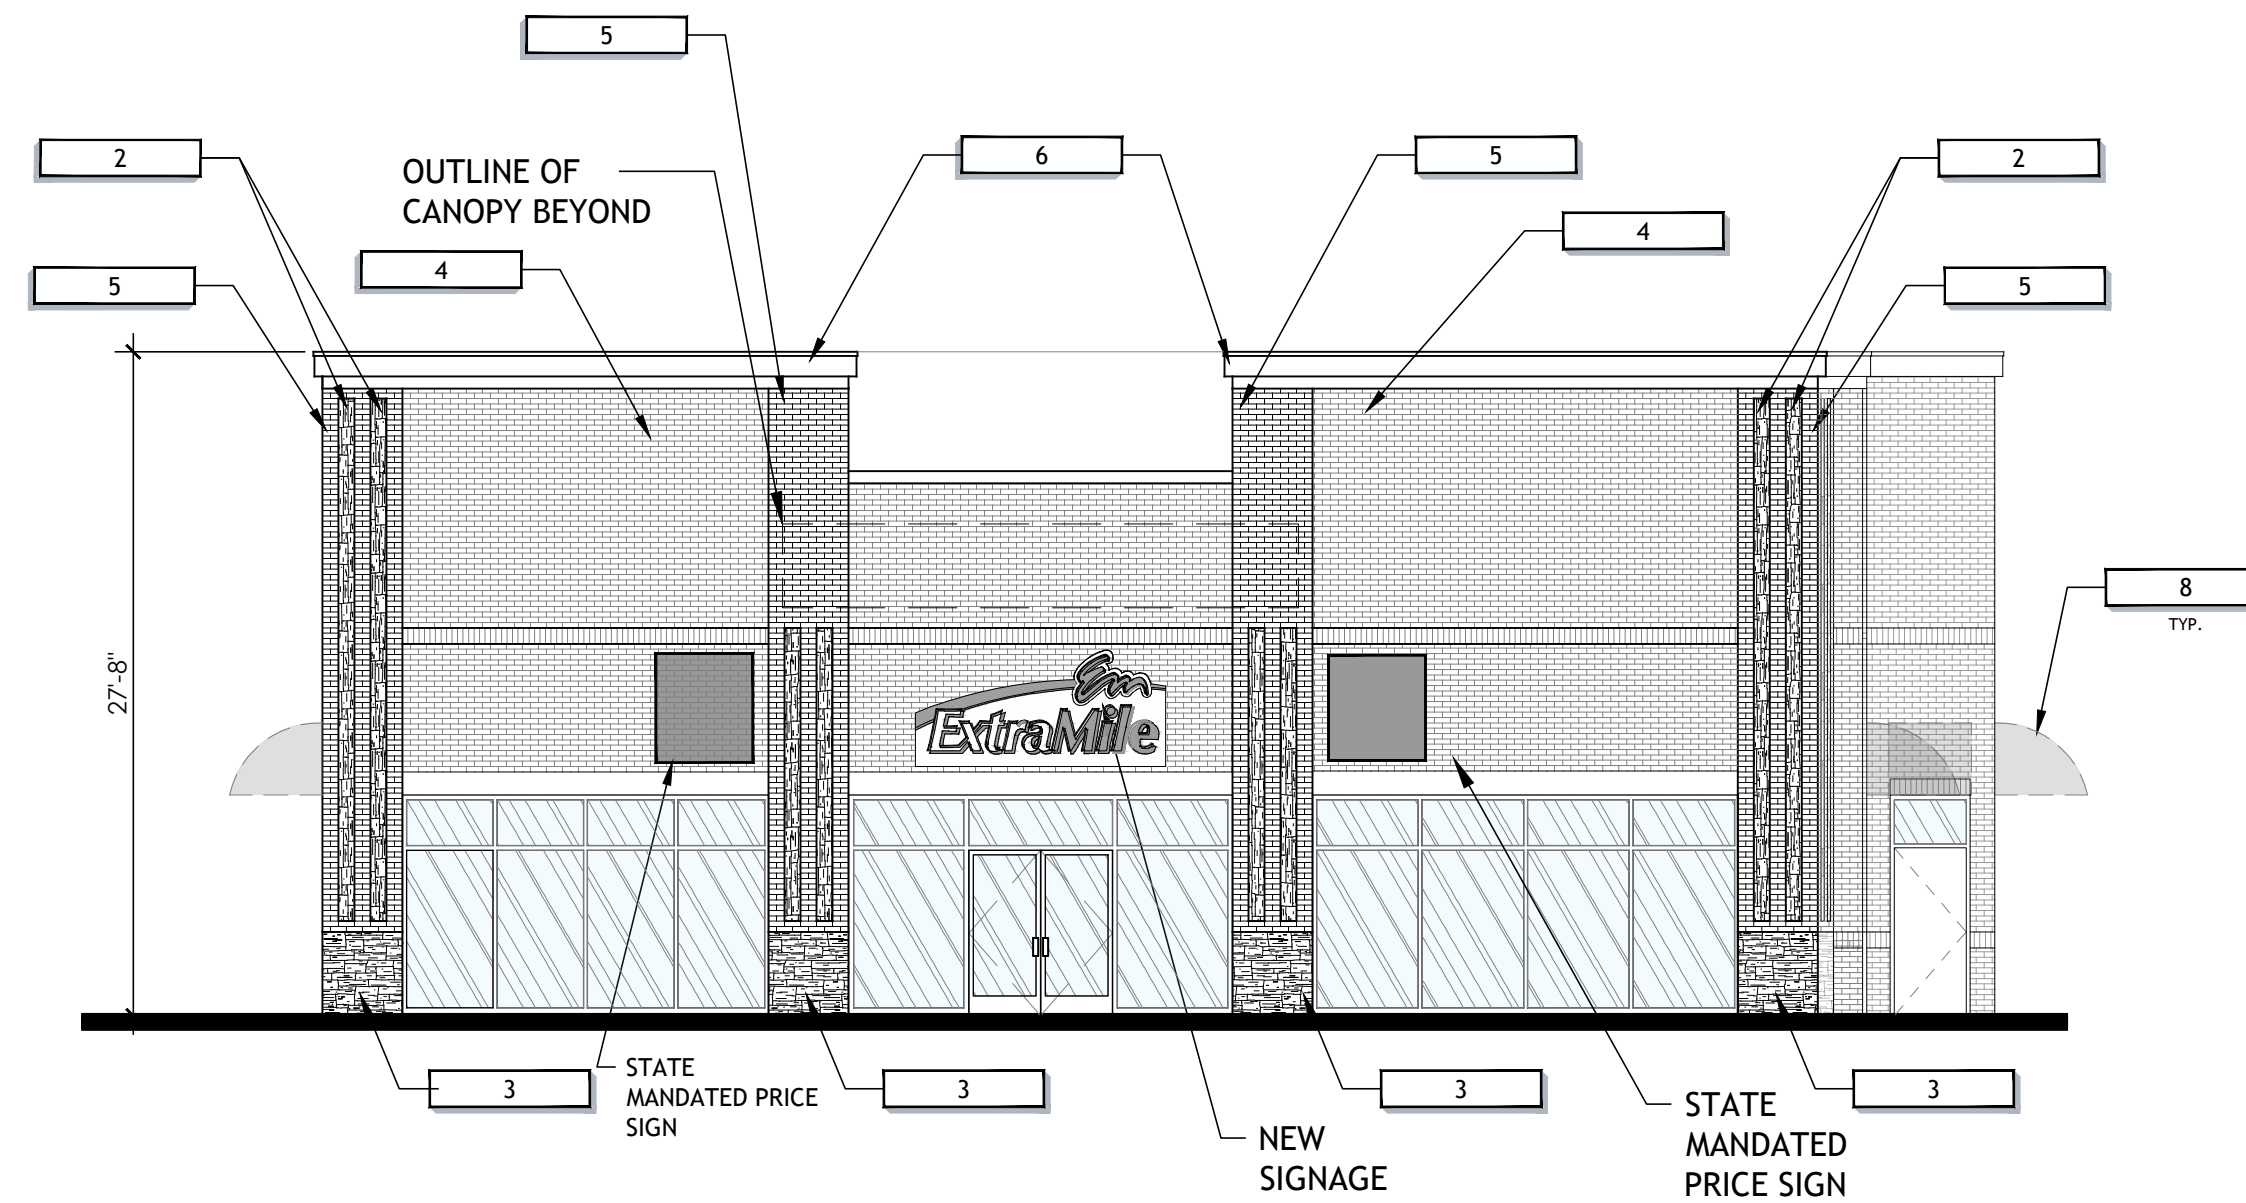 5
2
OUTLINE OF
CANOPY BEYOND
6
5
2
4
4
5
5
8
TYP.
27'-8"
Em
ExtraMile
3
STATE
MANDATED PRICE
SIGN
3
NEW
SIGNAGE
3
STATE
MANDATED
PRICE SIGN
3